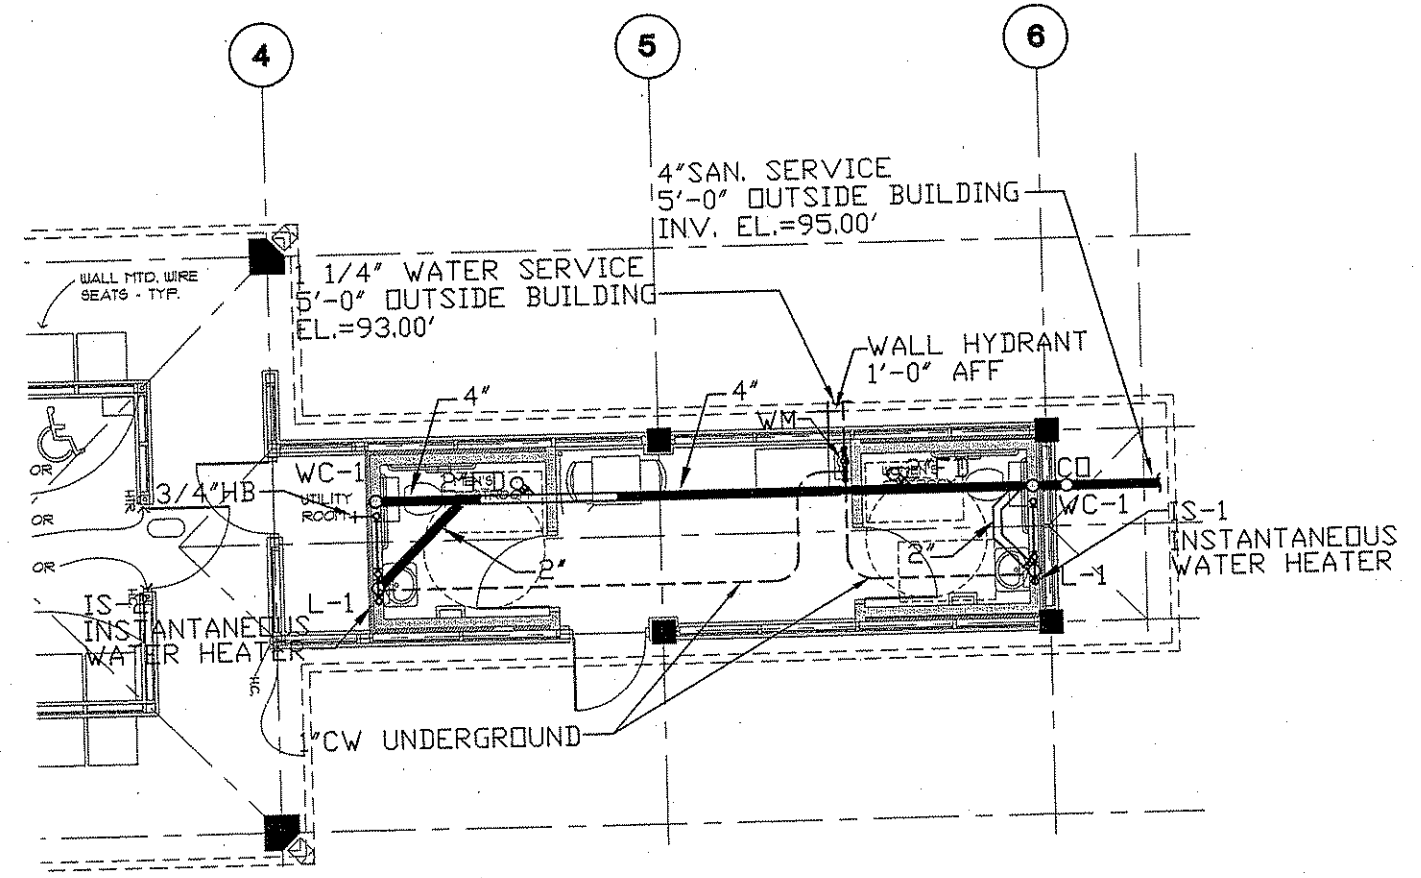 4
5
6
4"SAN. SERVICE
5'-0" OUTSIDE BUILDING
INV. EL.=95.00'
WALL MTD. WIRE
SEATS - TYP.
1 1/4" WATER SERVICE
5'-0" OUTSIDE BUILDING
EL.=93.00'
WALL HYDRANT
1'-0" AFF
4"
4"
WM
WC-1
3/4"HB
UTILITY
ROOM
MEN'S
CO
WC-1
OR
OR
OR
IS-1
INSTANTANEOUS
WATER HEATER
2"
2"
L-1
L-1
IS-2
INSTANTANEOUS
WATER HEATER
1"CW UNDERGROUND